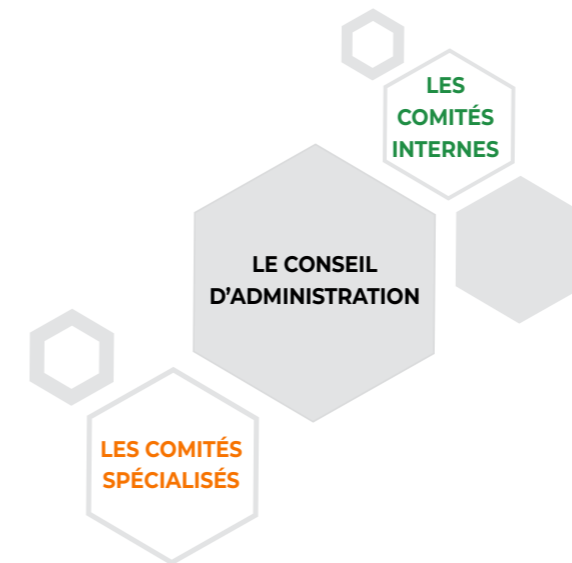 LES
COMITÉS
INTERNES
LE CONSEIL
D’ADMINISTRATION
LES COMITÉS
SPÉCIALISÉS